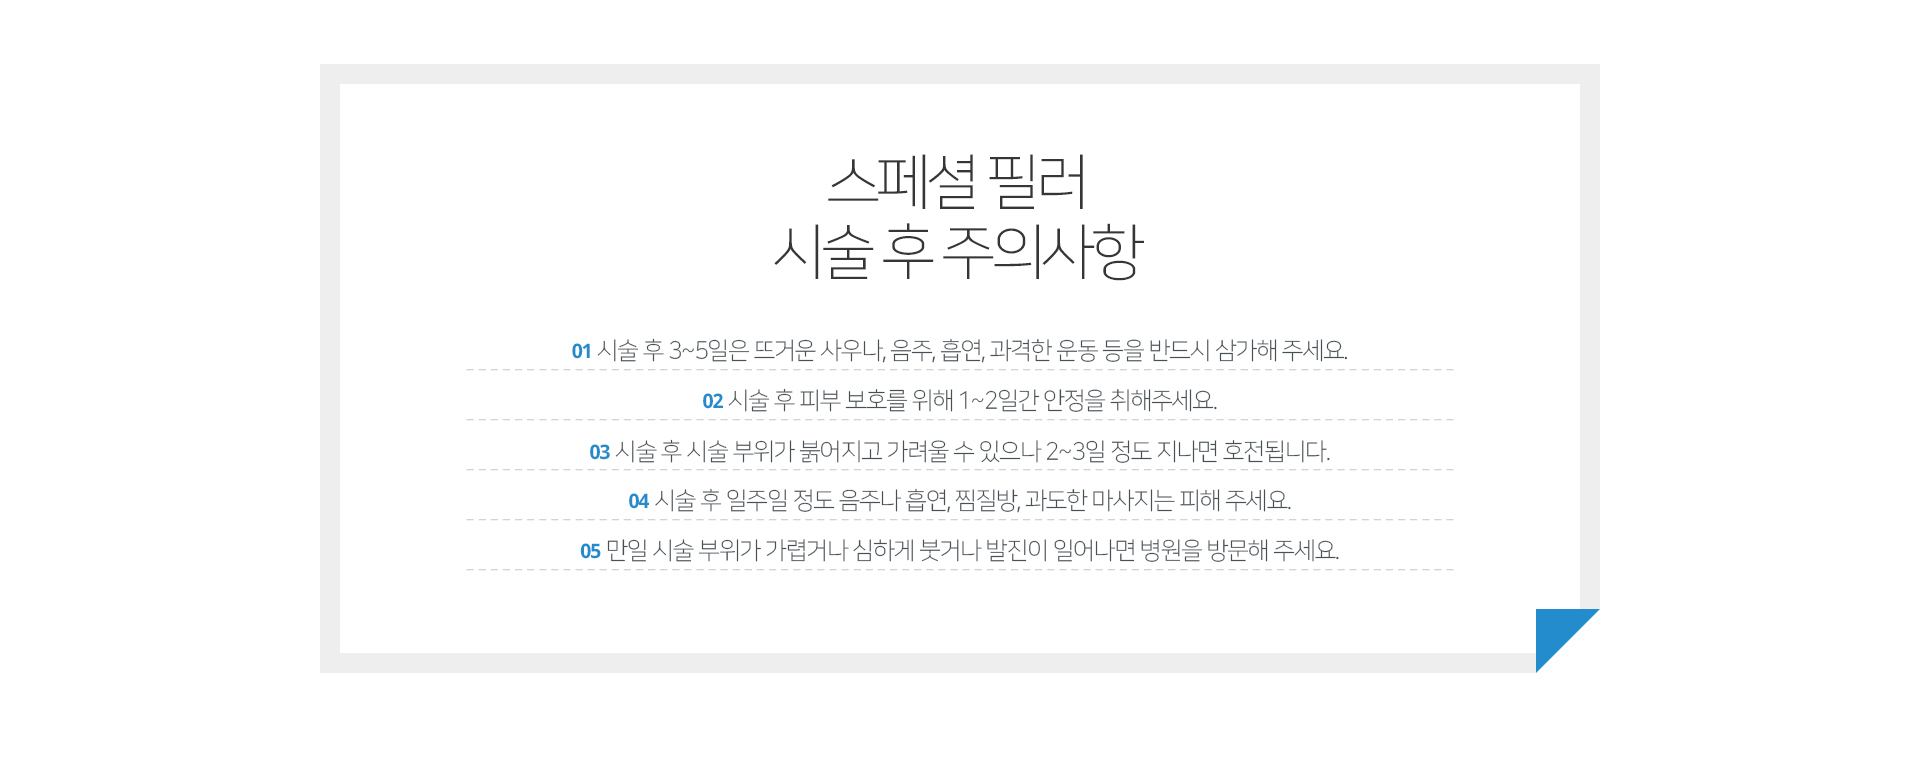 스페셜 필러
시술 후 주의사항
01 시술 후 3~5일은 뜨거운 사우나, 음주, 흡연, 과격한 운동 등을 반드시 삼가해 주세요.
02 시술 후 피부 보호를 위해 1~2일간 안정을 취해주세요.
03 시술 후 시술 부위가 붉어지고 가려울 수 있으나 2~3일 정도 지나면 호전됩니다.
04 시술 후 일주일 정도 음주나 흡연, 찜질방, 과도한 마사지는 피해 주세요.
05 만일 시술 부위가 가렵거나 심하게 붓거나 발진이 일어나면 병원을 방문해 주세요.